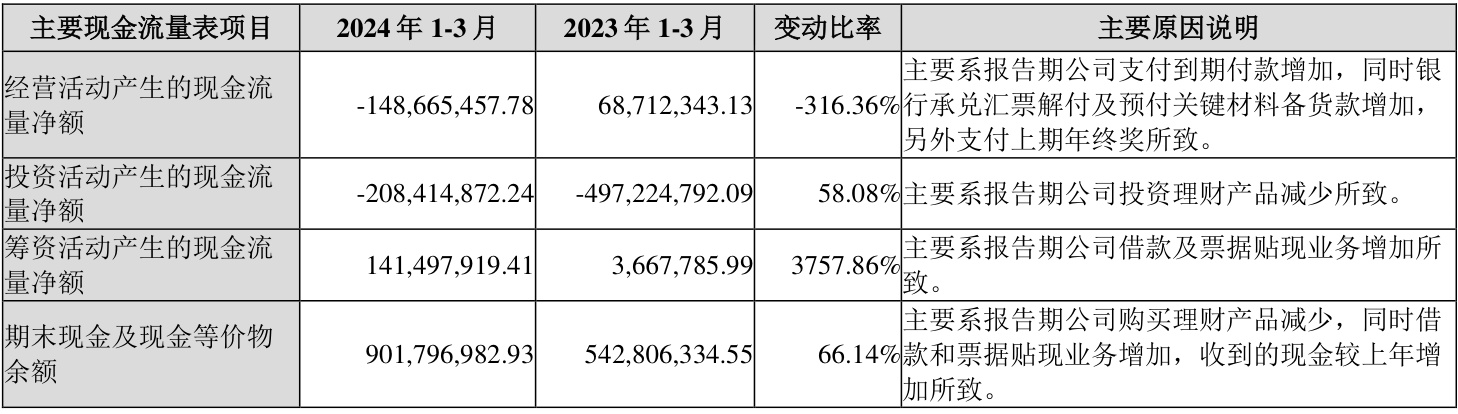 主要现金流量表项目 2024 年 1-3 月 2023 年 1-3 月 变动比率 主要原因说明
经营活动产生的现金流
量净额
-148,665,457.78 68,712,343.13 -316.36%
主要系报告期公司支付到期付款增加，同时银
行承兑汇票解付及预付关键材料备货款增加，
另外支付上期年终奖所致。
投资活动产生的现金流
量净额
-208,414,872.24 -497,224,792.09 58.08% 主要系报告期公司投资理财产品减少所致。
筹资活动产生的现金流
量净额
141,497,919.41 3,667,785.99 3757.86%
主要系报告期公司借款及票据贴现业务增加所
致。
期末现金及现金等价物
余额
901,796,982.93 542,806,334.55 66.14%
主要系报告期公司购买理财产品减少，同时借
款和票据贴现业务增加，收到的现金较上年增
加所致。